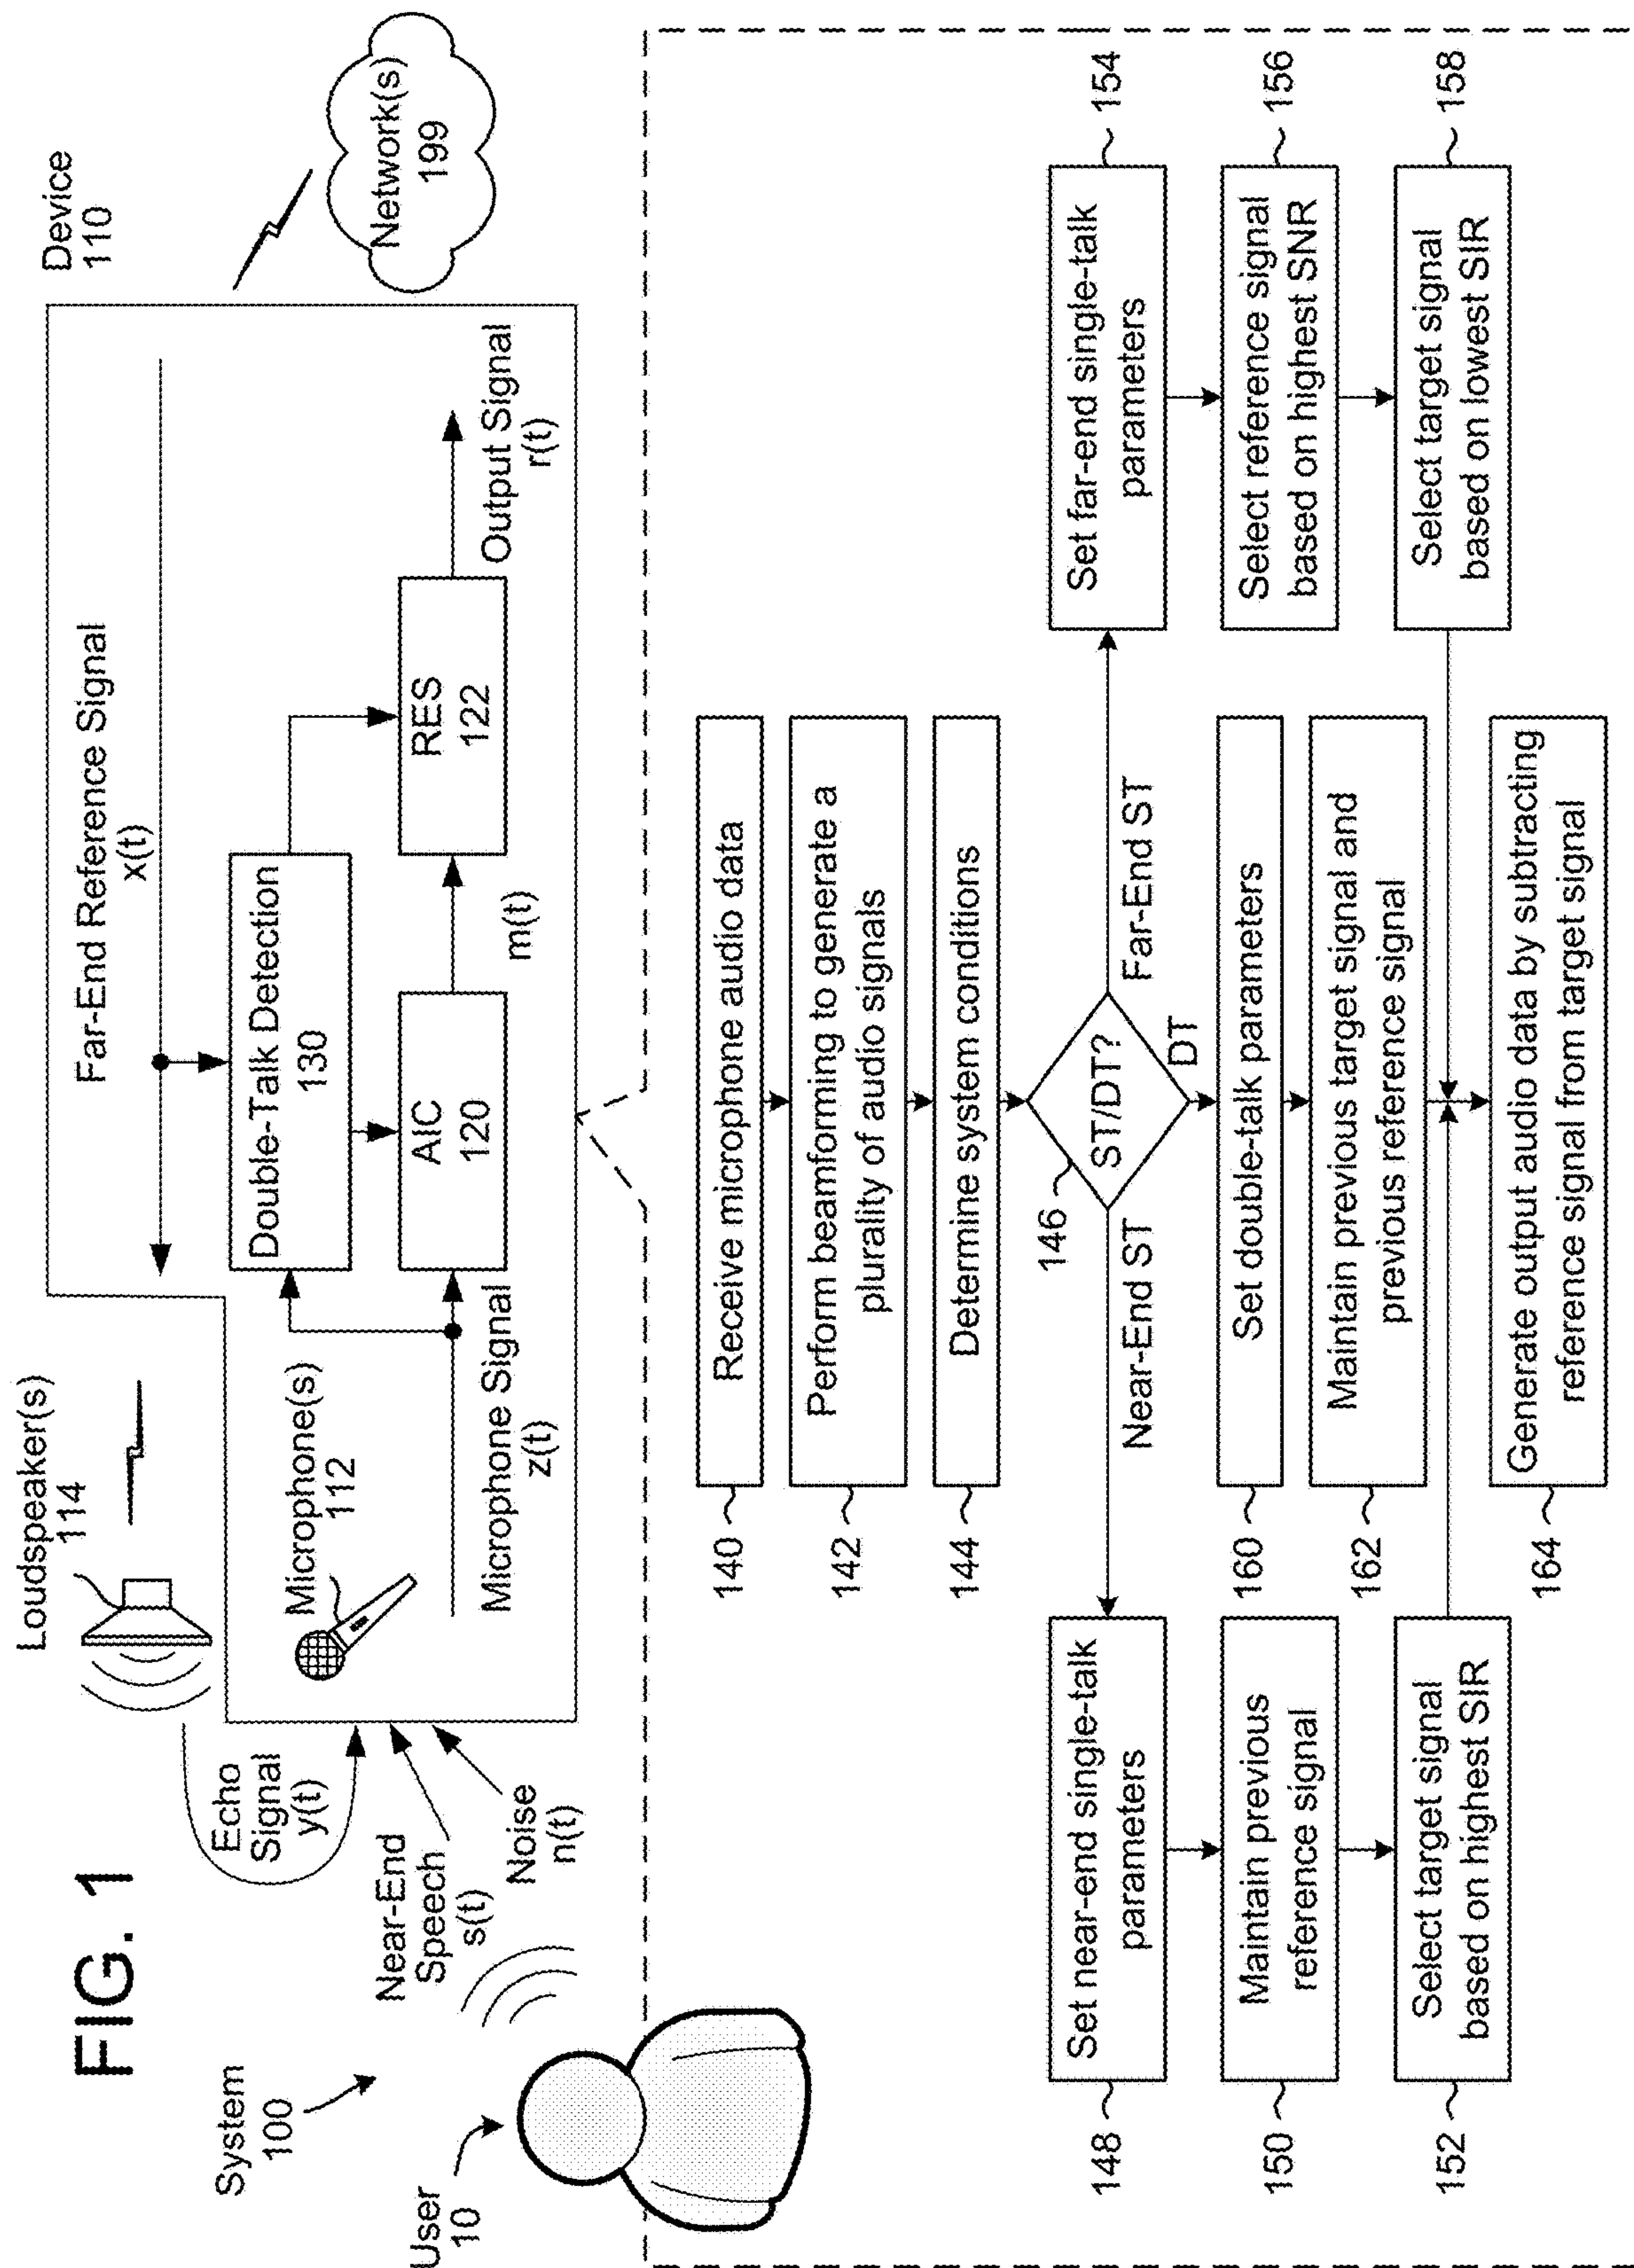 FIG. 1
System
100
User
10
Loudspeaker(s)
114
Echo
Signal
y(t)
Near-End
Speech
s(t)
Noise
n(t)
Device
110
Far-End Reference Signal
x(t)
Microphone(s)
112
Microphone Signal
z(t)
Double-Talk Detection
130
AIC
120
m(t)
RES
122
Output Signal
r(t)
Network(s)
199
140
Receive microphone audio data
142
Perform beamforming to generate a
plurality of audio signals
144
Determine system conditions
146
ST/DT?
Near-End ST
Far-End ST
DT
148
Set near-end single-talk
parameters
150
Maintain previous
reference signal
152
Select target signal
based on highest SIR
160
Set double-talk parameters
162
Maintain previous target signal and
previous reference signal
Set far-end single-talk
parameters
154
Select reference signal
based on highest SNR
156
Select target signal
based on lowest SIR
158
164
Generate output audio data by subtracting
reference signal from target signal